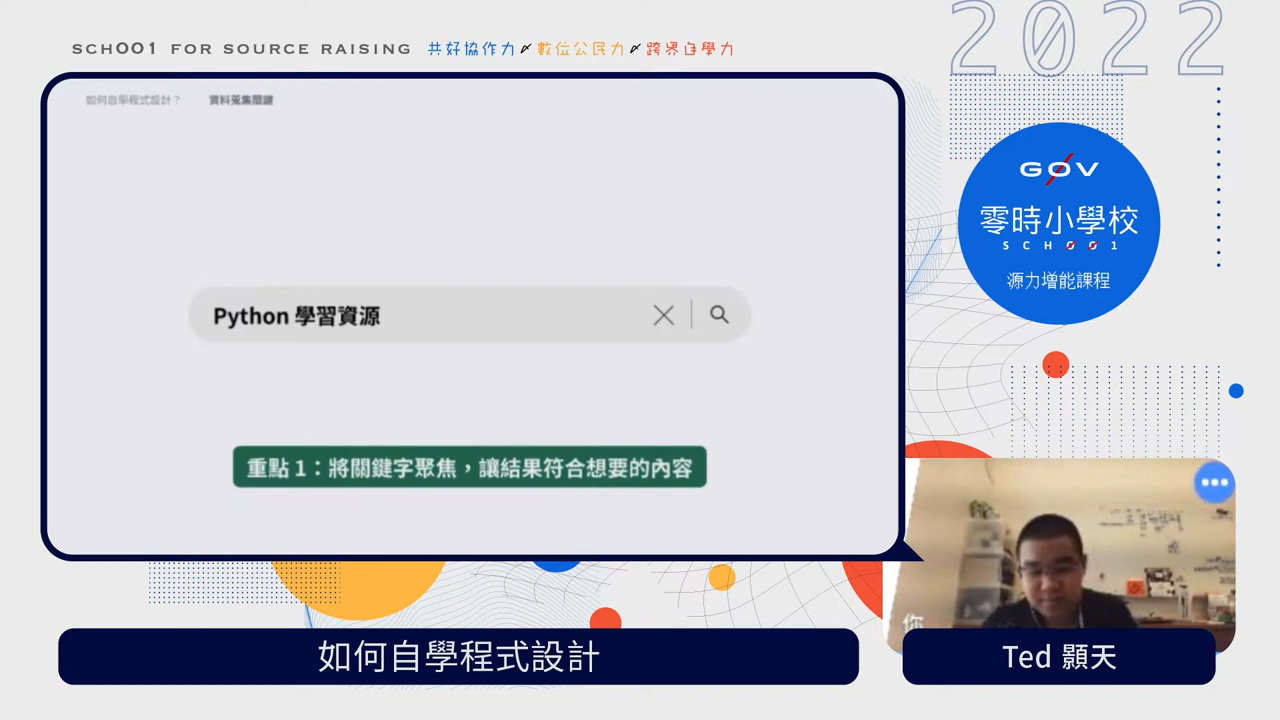 2022
SCH001 FOR SOURCE RAISING 共好協作力 數位公民力 跨界自學力
如何自學程式設計？ 資料蒐集關鍵
G0V
零時小學校
SCH001
源力增能課程
Python 學習資源
重點 1：將關鍵字聚焦，讓結果符合想要的內容
你
如何自學程式設計
Ted 顥天